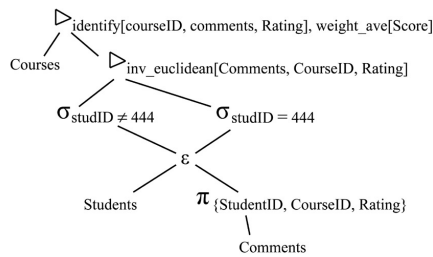 ▷identify[courseID, comments, Rating], weight_ave[Score]
Courses
▷inv_euclidean[Comments, CourseID, Rating]
σstudID ≠ 444
σstudID = 444
ε
Students
π{StudentID, CourseID, Rating}
Comments